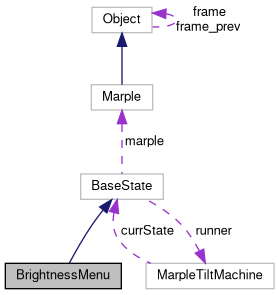 Object
frame
frame_prev
Marple
marple
BaseState
currState
runner
BrightnessMenu
MarpleTiltMachine